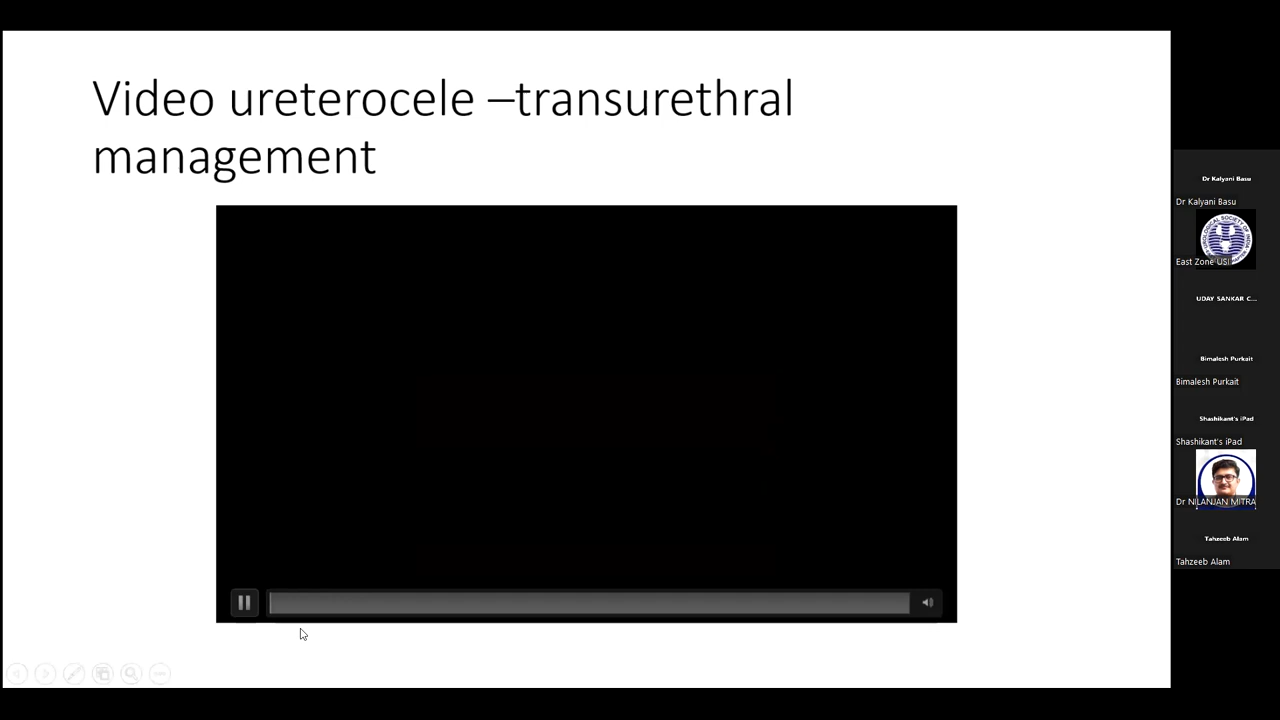 Video ureterocele –transurethral
management
Dr Kalyani Basu
Dr Kalyani Basu
East Zone USI
UDAY SANKAR C...
Bimalesh Purkait
Bimalesh Purkait
Shashikant's iPad
Shashikant's iPad
Dr NILANJAN MITRA
Tahzeeb Alam
Tahzeeb Alam